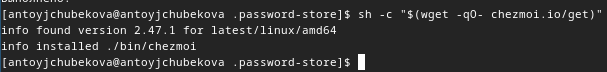 [antoyjchubekova@antoyjchubekova .password-store]$ sh -c "$(wget -qO- chezmoi.io/get)"
info found version 2.47.1 for latest/linux/amd64
info installed ./bin/chezmoi
[antoyjchubekova@antoyjchubekova .password-store]$